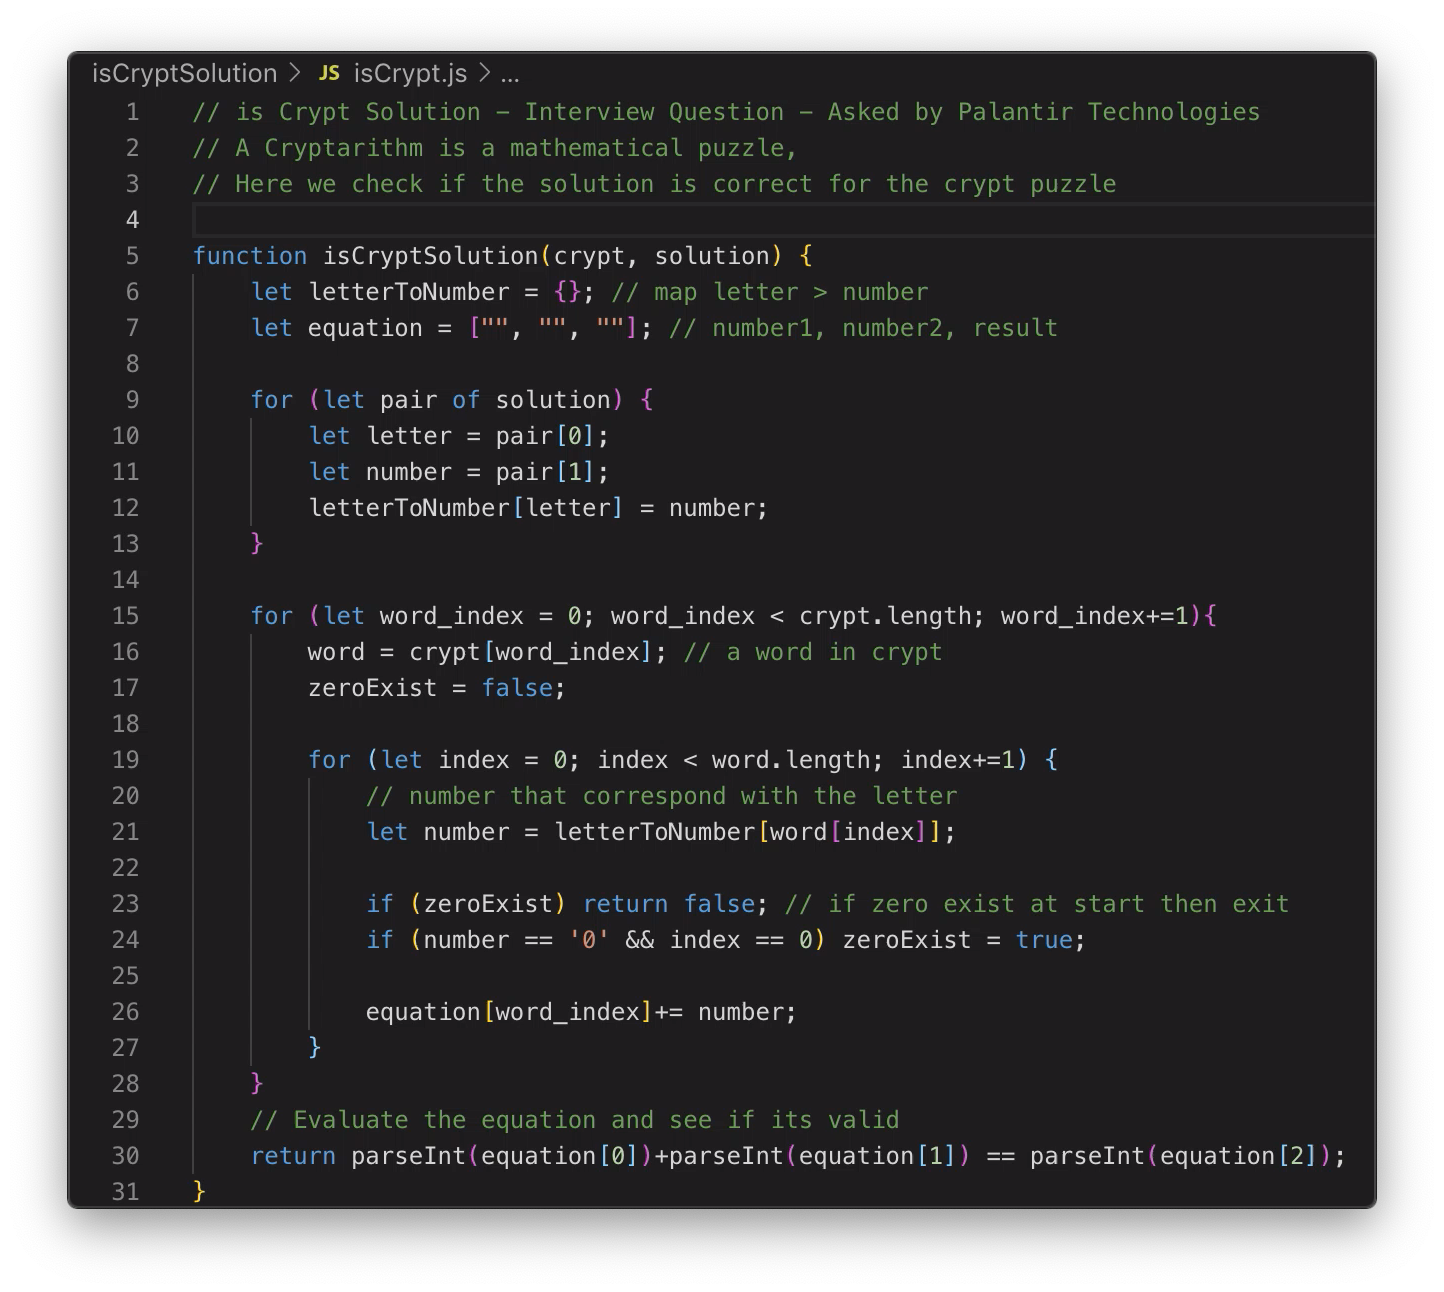 isCryptSolution > JS isCrypt.js > ...
1 // is Crypt Solution – Interview Question – Asked by Palantir Technologies
2 // A Cryptarithm is a mathematical puzzle,
3 // Here we check if the solution is correct for the crypt puzzle
4
5 function isCryptSolution(crypt, solution) {
6     let letterToNumber = {}; // map letter > number
7     let equation = ["", "", ""]; // number1, number2, result
8
9     for (let pair of solution) {
10         let letter = pair[0];
11         let number = pair[1];
12         letterToNumber[letter] = number;
13     }
14
15     for (let word_index = 0; word_index < crypt.length; word_index+=1){
16         word = crypt[word_index]; // a word in crypt
17         zeroExist = false;
18
19         for (let index = 0; index < word.length; index+=1) {
20             // number that correspond with the letter
21             let number = letterToNumber[word[index]];
22
23             if (zeroExist) return false; // if zero exist at start then exit
24             if (number == '0' && index == 0) zeroExist = true;
25
26             equation[word_index]+= number;
27         }
28     }
29     // Evaluate the equation and see if its valid
30     return parseInt(equation[0])+parseInt(equation[1]) == parseInt(equation[2]);
31 }